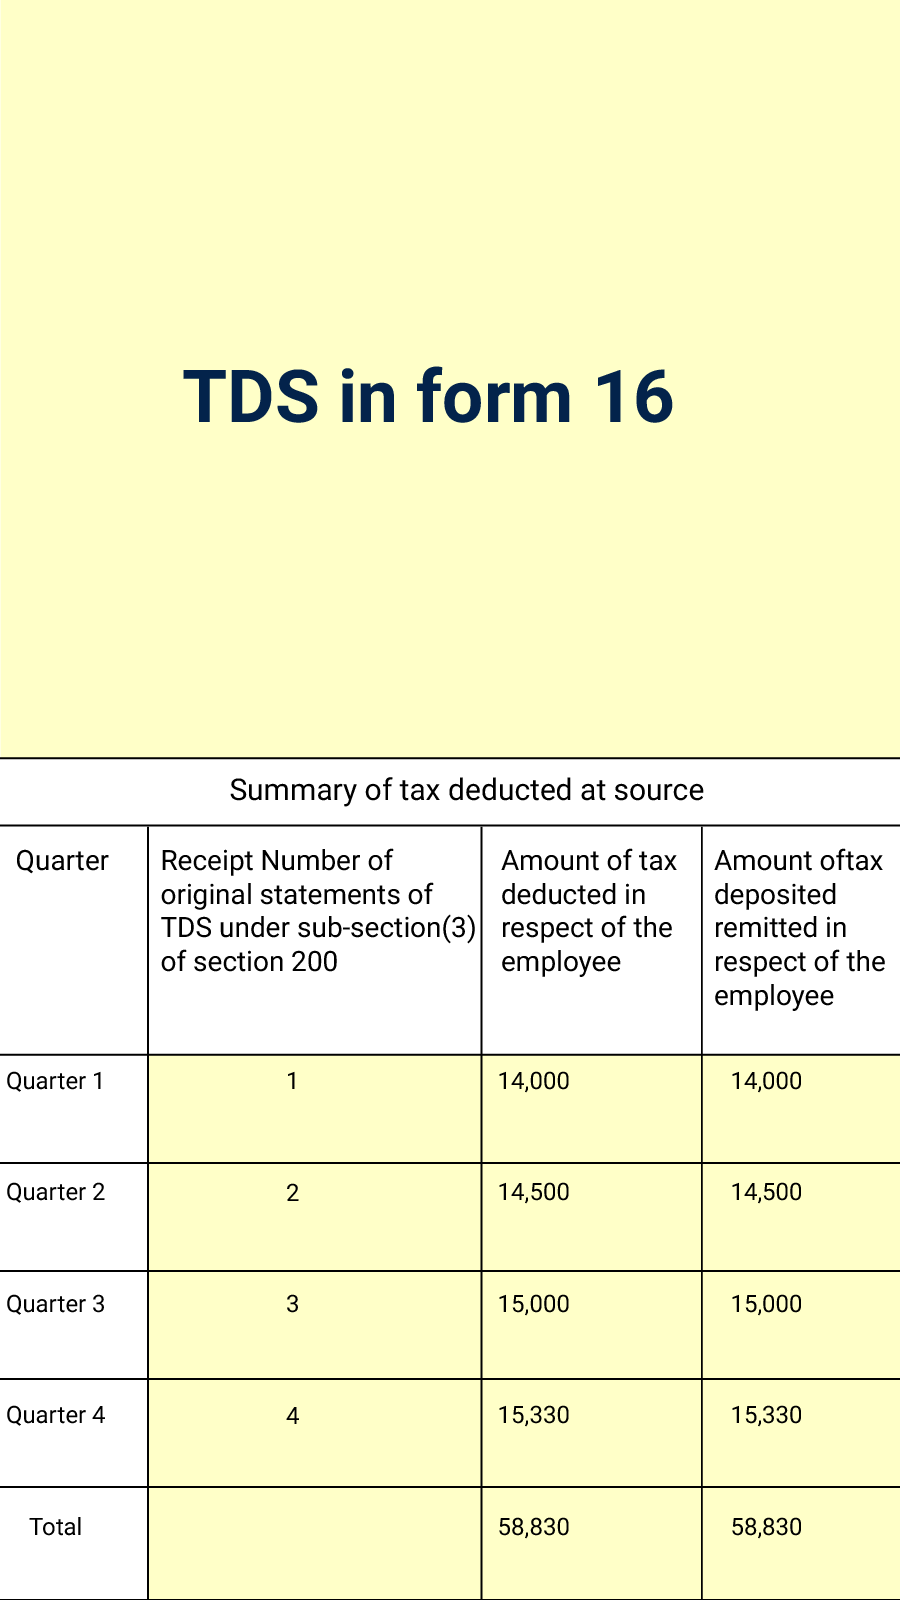 TDS in form 16
Summary of tax deducted at source
Quarter
Receipt Number of
original statements of
TDS under sub-section(3)
of section 200
Amount of tax
deducted in
respect of the
employee
Amount oftax
deposited
remitted in
respect of the
employee
Quarter 1 1 14,000 14,000
Quarter 2 2 14,500 14,500
Quarter 3 3 15,000 15,000
Quarter 4 4 15,330 15,330
Total 58,830 58,830